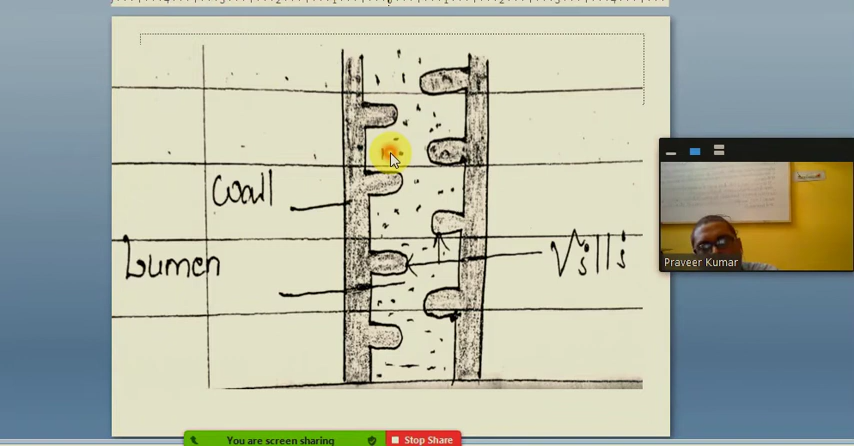 Wall
Lumen
Villi
Praveer Kumar
You are screen sharing
Stop Share